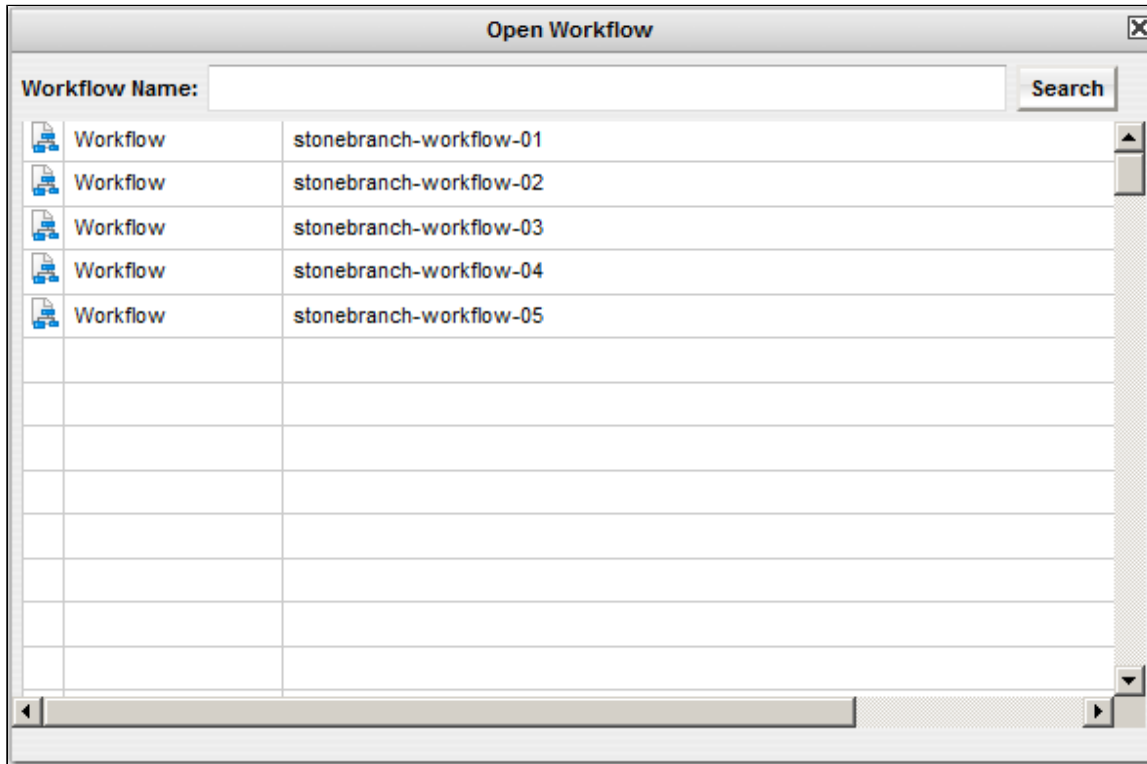 Open Workflow
Workflow Name: Search
Workflow stonebranch-workflow-01
Workflow stonebranch-workflow-02
Workflow stonebranch-workflow-03
Workflow stonebranch-workflow-04
Workflow stonebranch-workflow-05